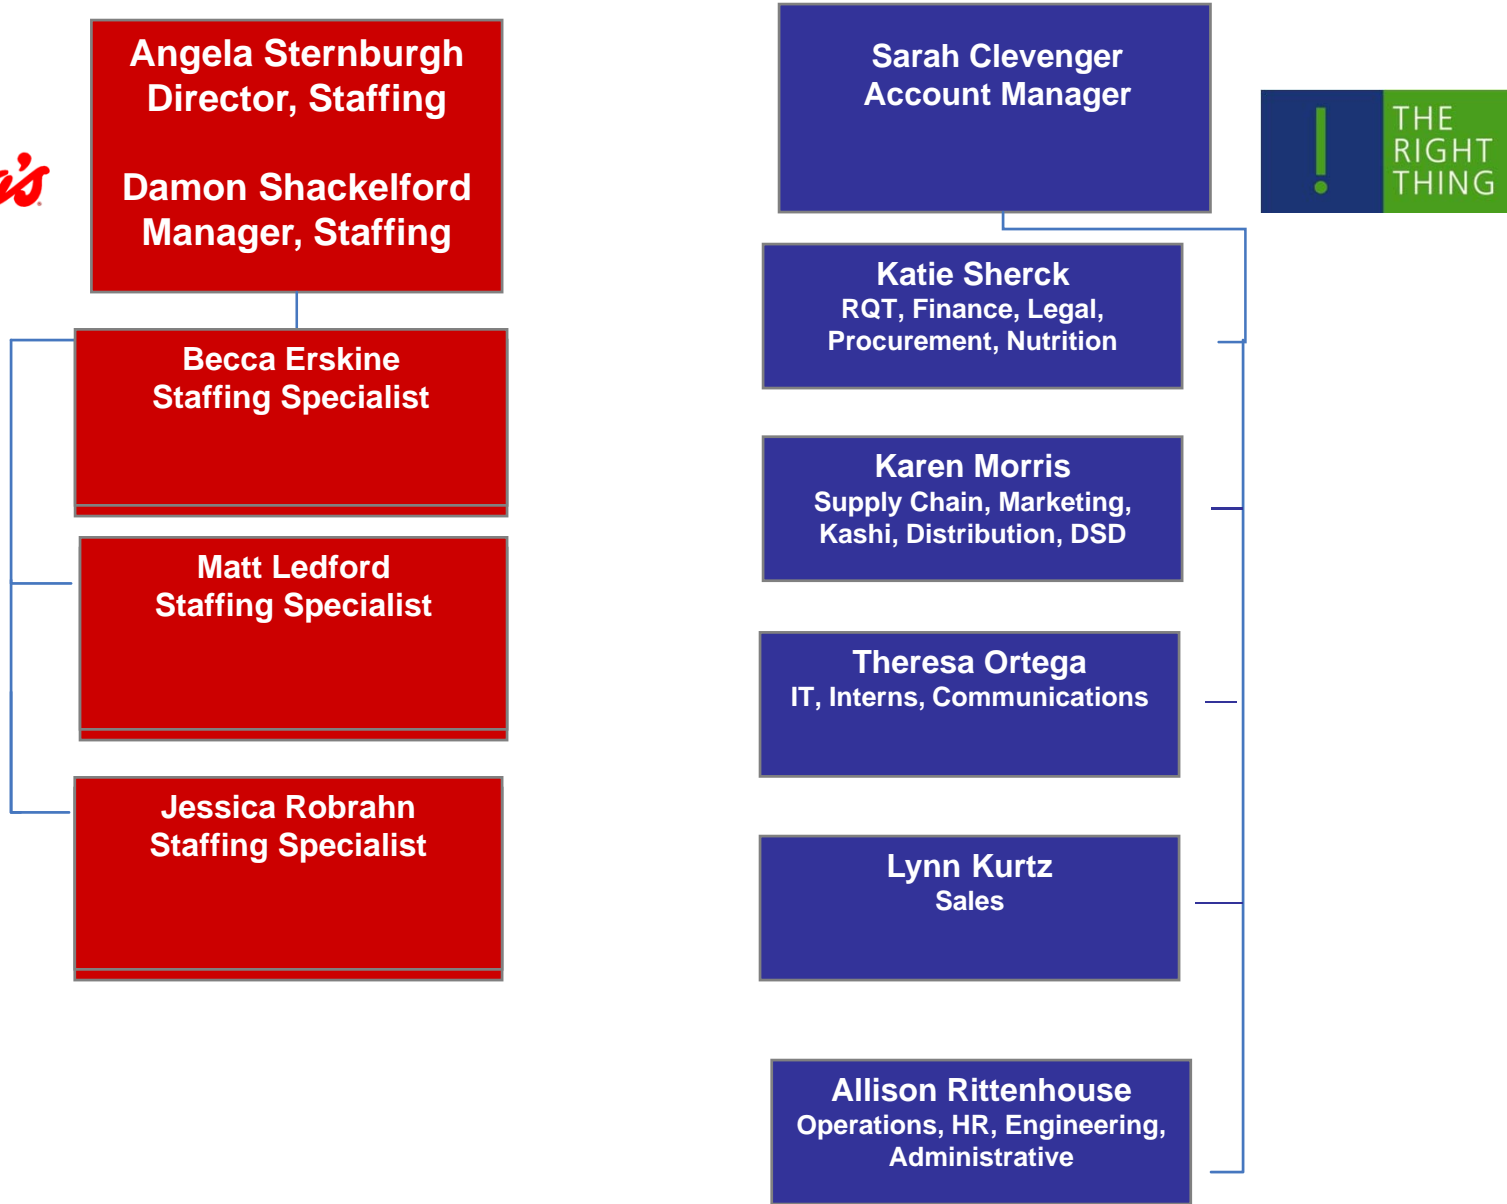 Angela Sternburgh
Director, Staffing
Damon Shackelford
Manager, Staffing
Becca Erskine
Staffing Specialist
Matt Ledford
Staffing Specialist
Jessica Robrahn
Staffing Specialist
Sarah Clevenger
Account Manager
THE
RIGHT
THING
Katie Sherck
RQT, Finance, Legal,
Procurement, Nutrition
Karen Morris
Supply Chain, Marketing,
Kashi, Distribution, DSD
Theresa Ortega
IT, Interns, Communications
Lynn Kurtz
Sales
Allison Rittenhouse
Operations, HR, Engineering,
Administrative